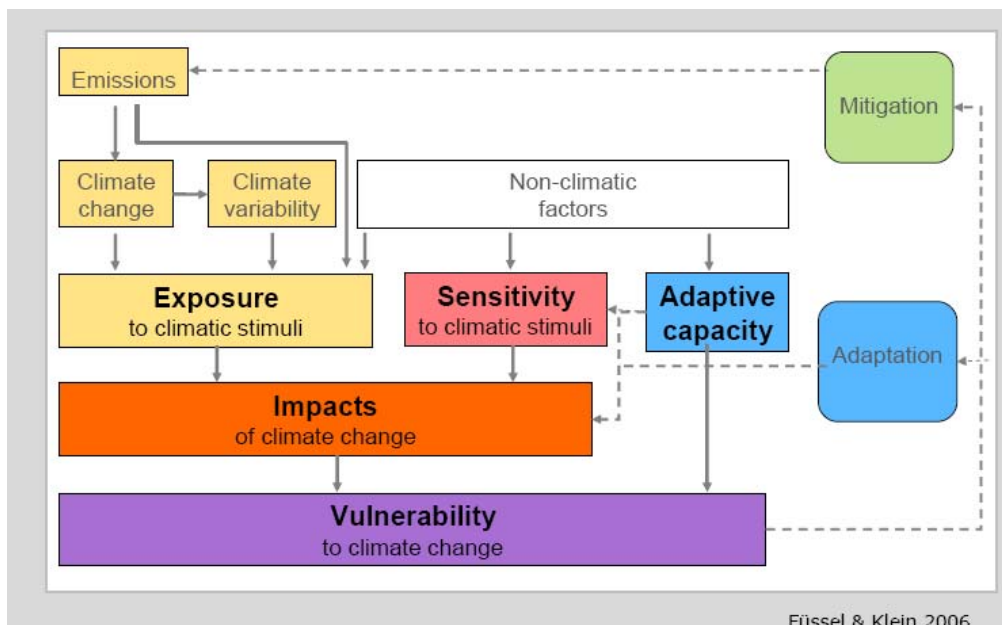 Emissions
Mitigation
Climate
change
Climate
variability
Non-climatic
factors
Exposure
to climatic stimuli
Sensitivity
to climatic stimuli
Adaptive
capacity
Adaptation
Impacts
of climate change
Vulnerability
to climate change
Füssel & Klein 2006